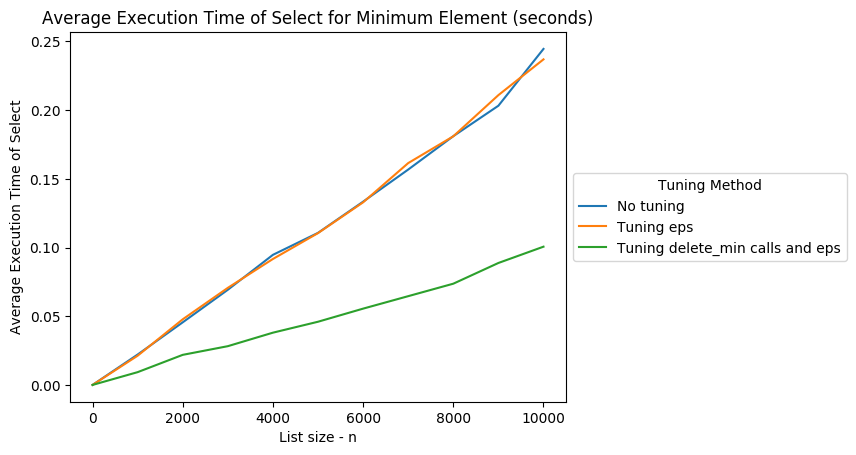 Average Execution Time of Select for Minimum Element (seconds)
Average Execution Time of Select
0.25
0.20
0.15
0.10
0.05
0.00
0
2000
4000
6000
8000
10000
List size - n
Tuning Method
No tuning
Tuning eps
Tuning delete_min calls and eps